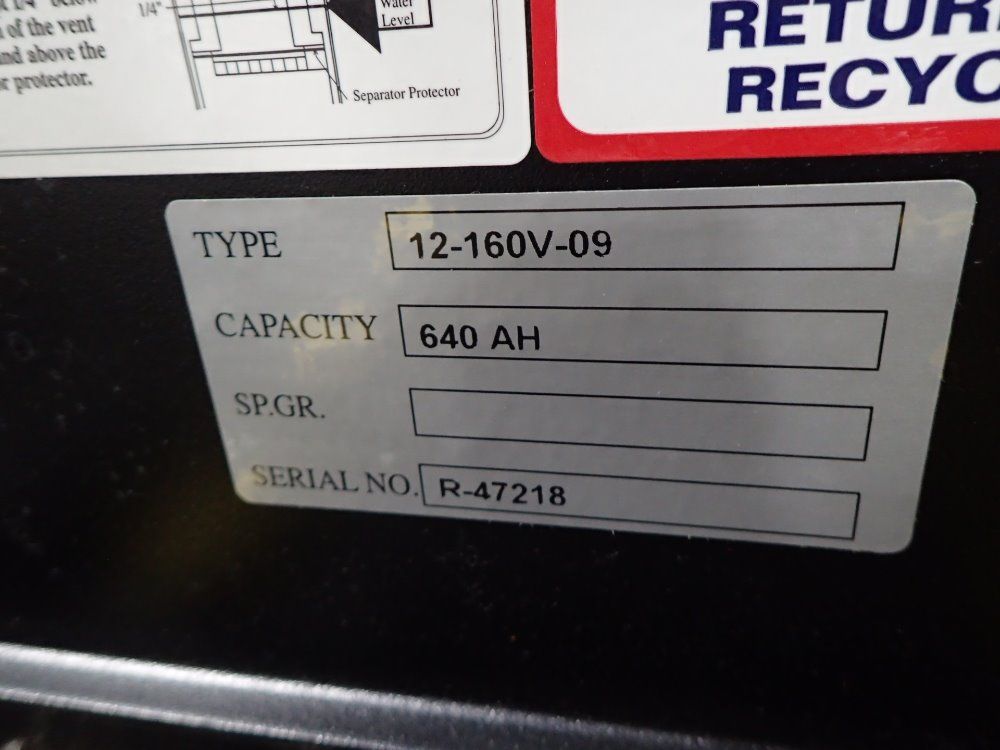 1/4"
Water
Level
of the vent
and above the
protector.
Separator Protector
RETUR
RECYC
TYPE 12-160V-09
CAPACITY 640 AH
SP.GR.
SERIAL NO. R-47218